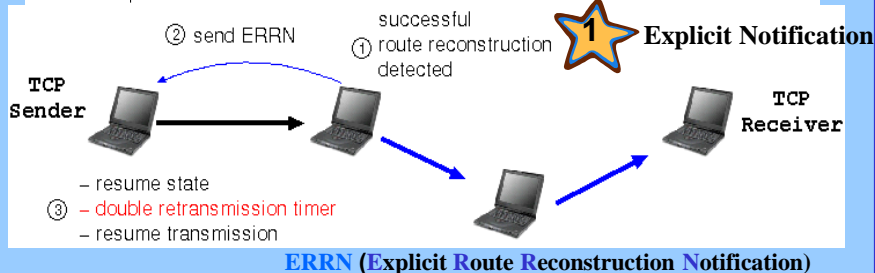 ② send ERRN
successful
① route reconstruction
detected
1 Explicit Notification
TCP
Sender
TCP
Receiver
– resume state
③ – double retransmission timer
– resume transmission
ERRN (Explicit Route Reconstruction Notification)